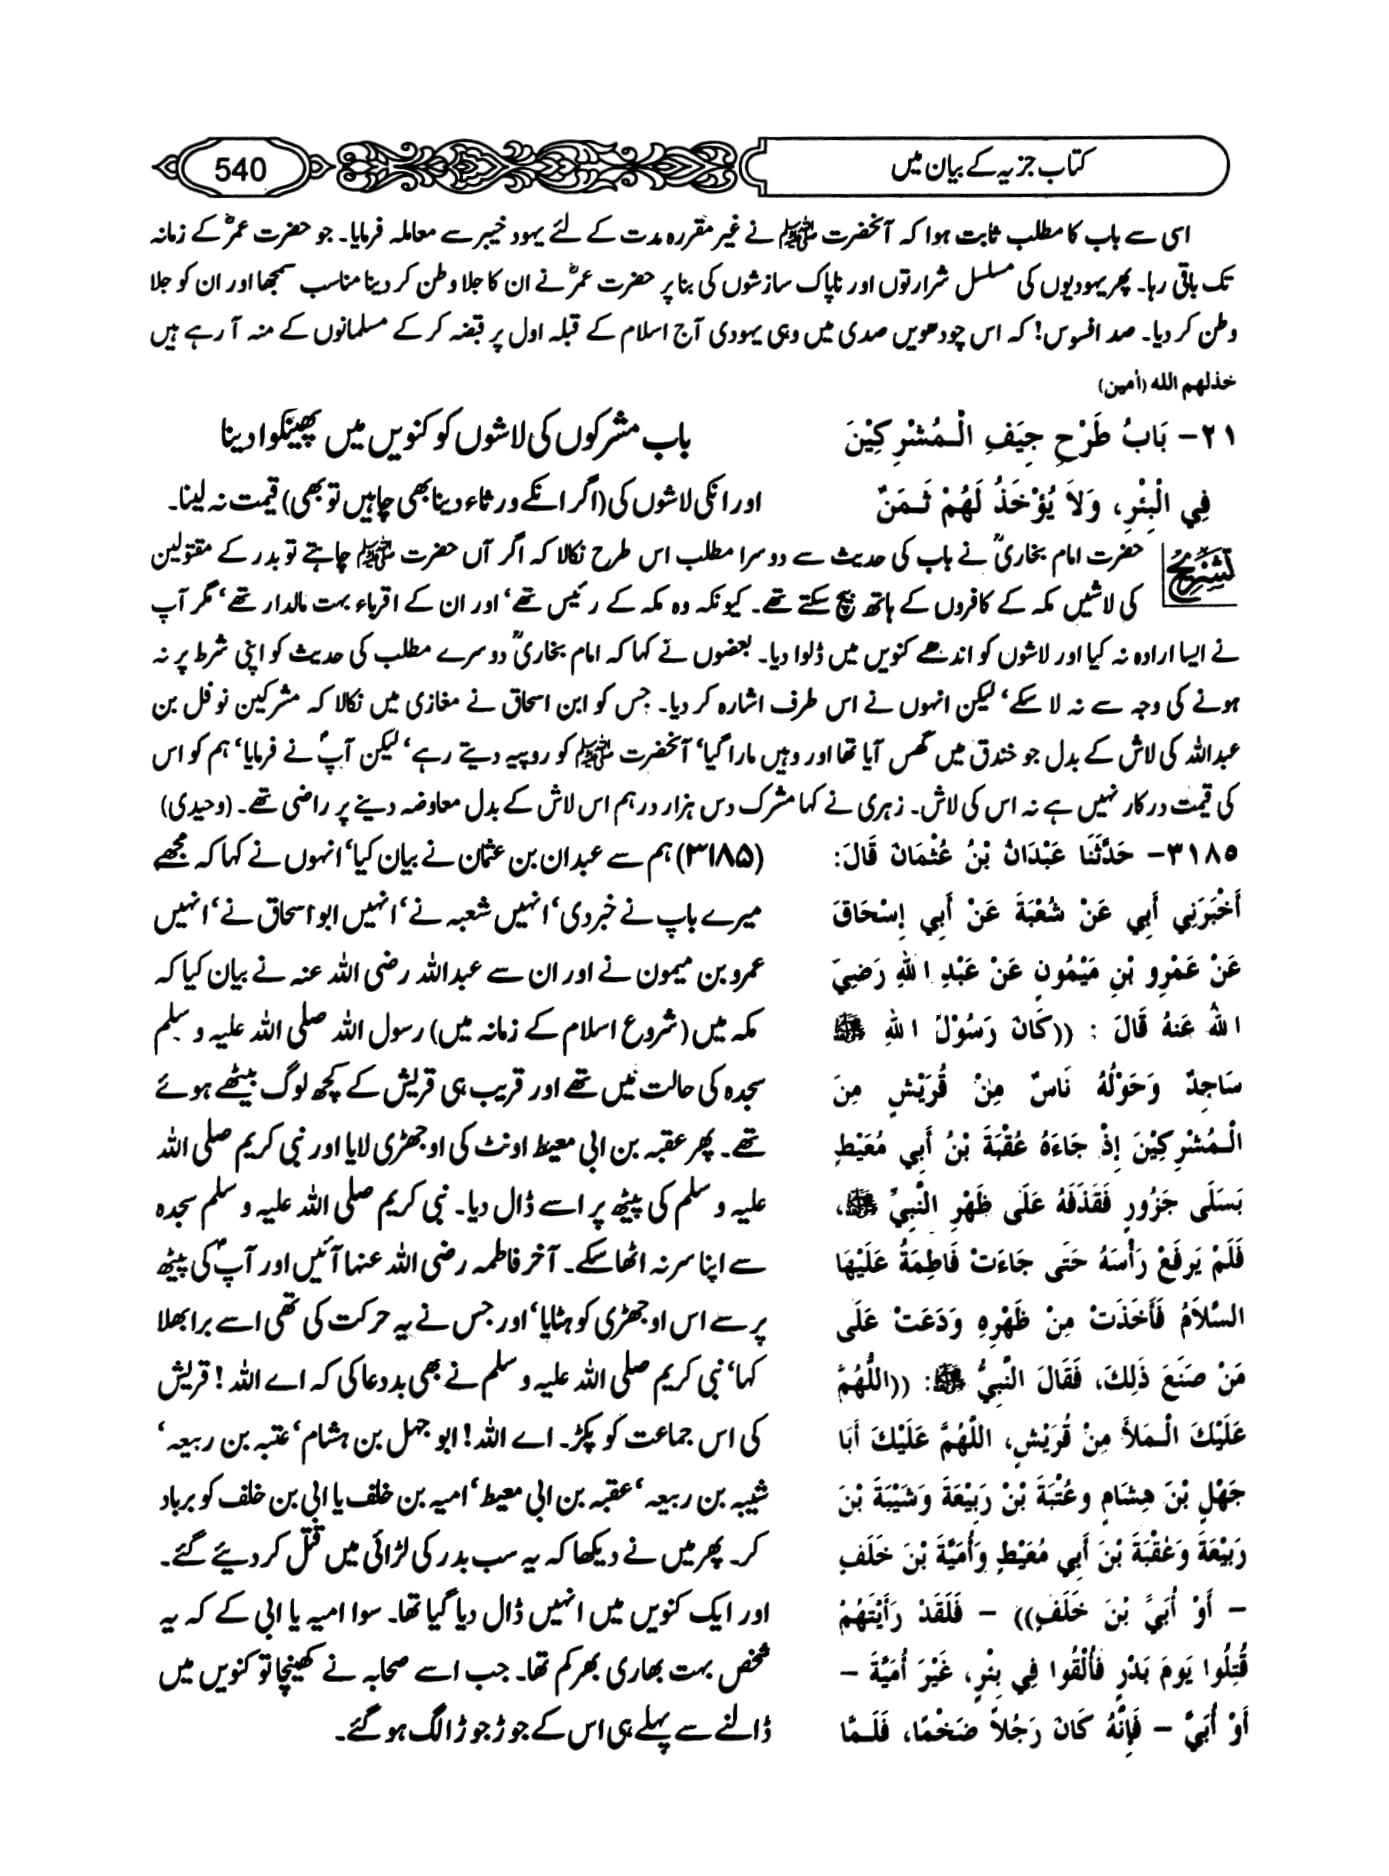 کتاب جزیہ کے بیان میں
540
اسی سے باب کا مطلب ثابت ہوا کہ آنحضرت ﷺ نے غیر مقررہ مدت کے لئے یہود خیبر سے معاملہ فرمایا۔ جو حضرت عمرؓ کے زمانہ
تک باقی رہا۔ پھر یہودیوں کی مسلسل شرارتوں اور ناپاک سازشوں کی بنا پر حضرت عمرؓ نے ان کا جلا وطن کر دینا مناسب سمجھا اور ان کو جلا
وطن کر دیا۔ صد افسوس! کہ اس چودھویں صدی میں وہی یہودی آج اسلام کے قبلہ اول پر قبضہ کر کے مسلمانوں کے منہ آ رہے ہیں
خذلهم الله (أمين)
٢١- بَابُ طَرْحِ جِيَفِ الْـمُشْرِكِيْنَ
فِي الْبِئْرِ، وَلاَ يُؤْخَذُ لَهُمْ ثَـمَنٌ
باب مشرکوں کی لاشوں کو کنویں میں پھینکوا دینا
اور انکی لاشوں کی (اگر انکے ورثاء دینا بھی چاہیں تو بھی) قیمت نہ لینا۔
تشریح
حضرت امام بخاریؒ نے باب کی حدیث سے دوسرا مطلب اس طرح نکالا کہ اگر آں حضرت ﷺ چاہتے تو بدر کے مقتولین
کی لاشیں مکہ کے کافروں کے ہاتھ بیچ سکتے تھے۔ کیونکہ وہ مکہ کے رئیس تھے‘ اور ان کے اقرباء بہت مالدار تھے‘ مگر آپ
نے ایسا ارادہ نہ کیا اور لاشوں کو اندھے کنویں میں ڈلوا دیا۔ بعضوں نے کہا کہ امام بخاریؒ دوسرے مطلب کی حدیث کو اپنی شرط پر نہ
ہونے کی وجہ سے نہ لا سکے‘ لیکن انہوں نے اس طرف اشارہ کر دیا۔ جس کو ابن اسحاق نے مغازی میں نکالا کہ مشرکین نوفل بن
عبداللہ کی لاش کے بدل جو خندق میں گھس آیا تھا اور وہیں مارا گیا‘ آنحضرت ﷺ کو روپیہ دیتے رہے‘ لیکن آپؐ نے فرمایا‘ ہم کو اس
کی قیمت درکار نہیں ہے نہ اس کی لاش۔ زہری نے کہا مشرک دس ہزار درہم اس لاش کے بدل معاوضہ دینے پر راضی تھے۔ (وحیدی)
٣١٨٥- حَدَّثَنَا عَبْدَانُ بْنُ عُثْمَانَ قَالَ:
أَخْبَرَنِي أَبِي عَنْ شُعْبَةَ عَنْ أَبِي إِسْحَاقَ
عَنْ عَمْرِو بْنِ مَيْمُونٍ عَنْ عَبْدِ اللهِ رَضِيَ
اللهُ عَنْهُ قَالَ : ((كَانَ رَسُوْلُ اللهِ ﷺ
سَاجِدٌ وَحَوْلَهُ نَاسٌ مِنْ قُرَيْشٍ مِنَ
الْـمُشْرِكِيْنَ إِذْ جَاءَهُ عُقْبَةُ بْنُ أَبِي مُعَيْطٍ
بَسَلَى جَزُورٍ فَقَذَفَهُ عَلَى ظَهْرِ النَّبِيِّ ﷺ،
فَلَمْ يَرفَعْ رَأْسَهُ حَتَّى جَاءَتْ فَاطِمَةُ عَلَيْهَا
السَّلاَمُ فَأَخَذَتْ مِنْ ظَهْرِهِ وَدَعَتْ عَلَى
مَنْ صَنَعَ ذَلِكَ، فَقَالَ النَّبِيُّ ﷺ: ((اللَّهُمَّ
عَلَيْكَ الْـمَلأَ مِنْ قُرَيْشٍ، اللَّهُمَّ عَلَيْكَ أَبَا
جَهْلِ بْنَ هِشَامٍ وعُتْبَةَ بْنَ رَبِيْعَةَ وَشَيْبَةَ بْنَ
رَبِيْعَةَ وَعُقْبَةَ بْنَ أَبِي مُعَيْطٍ وَأُمَيَّةَ بْنَ خَلَفٍ
- أَوْ أُبَيَّ بْنَ خَلَفٍ)) - فَلَقَدْ رَأَيْتَهُمْ
قُتِلُوا يَومَ بَدْرٍ فَأُلْقُوا فِي بِئْرٍ، غَيْرَ أُمَيَّةَ -
أَوْ أُبَيَّ - فَإِنَّهُ كَانَ رَجُلاً ضَخْمًا، فَلَـمَّا
(۳۱۸۵) ہم سے عبدان بن عثمان نے بیان کیا‘ انہوں نے کہا کہ مجھے
میرے باپ نے خبر دی‘ انہیں شعبہ نے‘ انہیں ابو اسحاق نے‘ انہیں
عمرو بن میمون نے اور ان سے عبداللہ رضی اللہ عنہ نے بیان کیا کہ
مکہ میں (شروع اسلام کے زمانہ میں) رسول اللہ صلی اللہ علیہ و سلم
سجدہ کی حالت میں تھے اور قریب ہی قریش کے کچھ لوگ بیٹھے ہوئے
تھے۔ پھر عقبہ بن ابی معیط اونٹ کی اوجھڑی لایا اور نبی کریم صلی اللہ
علیہ و سلم کی پیٹھ پر اسے ڈال دیا۔ نبی کریم صلی اللہ علیہ و سلم سجدہ
سے اپنا سر نہ اٹھا سکے۔ آخر فاطمہ رضی اللہ عنہا آئیں اور آپؐ کی پیٹھ
پر سے اس اوجھڑی کو ہٹایا‘ اور جس نے یہ حرکت کی تھی اسے برا بھلا
کہا‘ نبی کریم صلی اللہ علیہ و سلم نے بھی بددعا کی کہ اے اللہ! قریش
کی اس جماعت کو پکڑ۔ اے اللہ! ابو جہل بن ہشام‘ عتبہ بن ربیعہ‘
شیبہ بن ربیعہ‘ عقبہ بن ابی معیط‘ امیہ بن خلف یا ابی بن خلف کو برباد
کر۔ پھر میں نے دیکھا کہ یہ سب بدر کی لڑائی میں قتل کر دیئے گئے۔
اور ایک کنویں میں انہیں ڈال دیا گیا تھا۔ سوا امیہ یا ابی کے کہ یہ
شخص بہت بھاری بھرکم تھا۔ جب اسے صحابہ نے کھینچا تو کنویں میں
ڈالنے سے پہلے ہی اس کے جوڑ جوڑ الگ ہو گئے۔